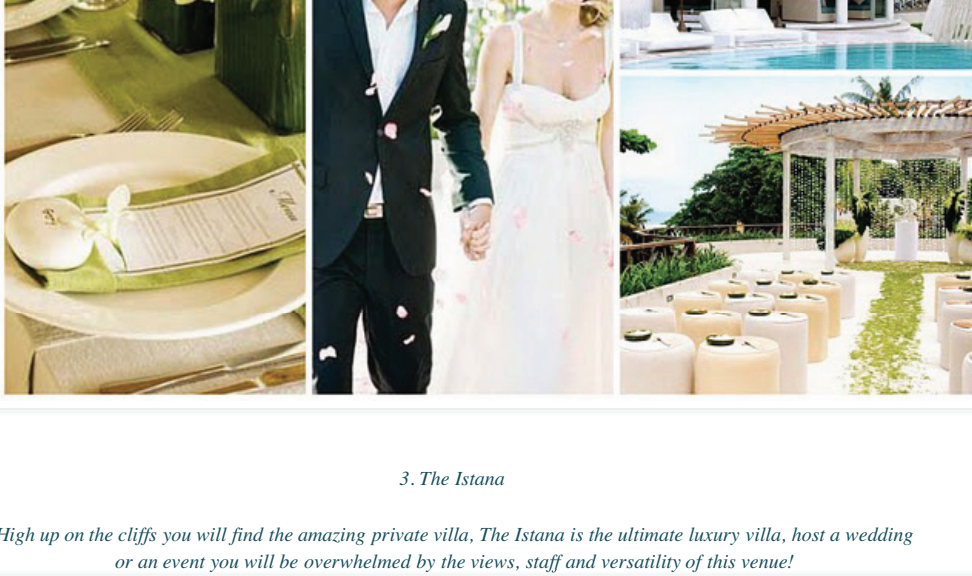 Menu
3. The Istana
High up on the cliffs you will find the amazing private villa, The Istana is the ultimate luxury villa, host a wedding
or an event you will be overwhelmed by the views, staff and versatility of this venue!